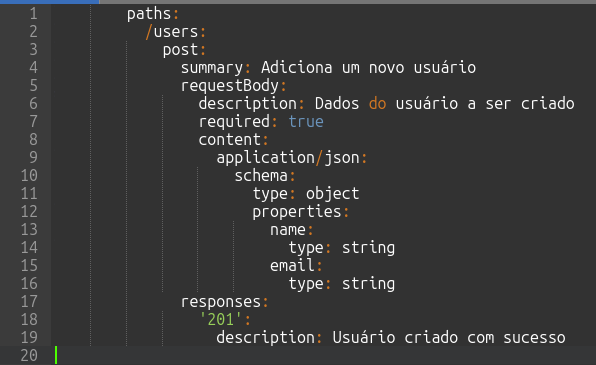 1 paths:
2 /users:
3 post:
4 summary: Adiciona um novo usuário
5 requestBody:
6 description: Dados do usuário a ser criado
7 required: true
8 content:
9 application/json:
10 schema:
11 type: object
12 properties:
13 name:
14 type: string
15 email:
16 type: string
17 responses:
18 '201':
19 description: Usuário criado com sucesso
20